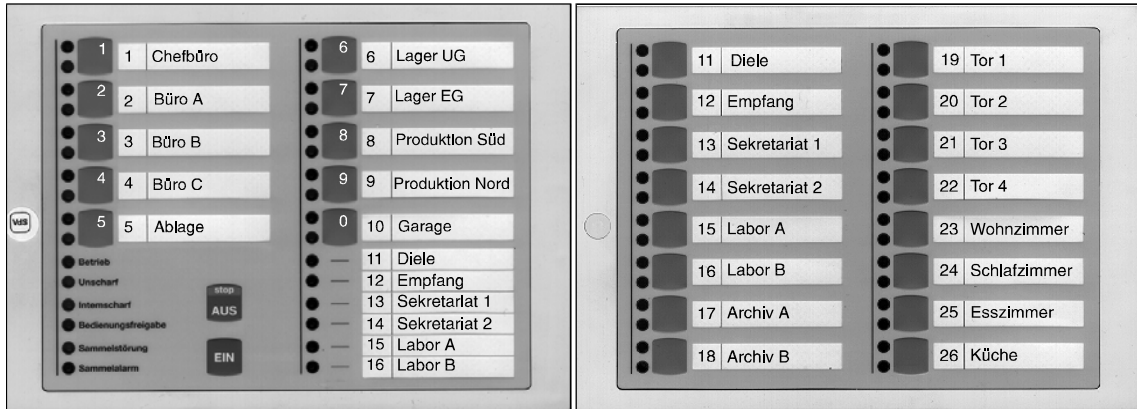 1 1 Chefbüro
2 2 Büro A
3 3 Büro B
4 4 Büro C
5 5 Ablage
Betrieb
Unscharf
Internscharf
Bedienungsfreigabe
Sammelstörung
Sammelalarm
stop
AUS
EIN
6 6 Lager UG
7 7 Lager EG
8 8 Produktion Süd
9 9 Produktion Nord
0 10 Garage
11 Diele
12 Empfang
13 Sekretariat 1
14 Sekretariat 2
15 Labor A
16 Labor B
11 Diele
12 Empfang
13 Sekretariat 1
14 Sekretariat 2
15 Labor A
16 Labor B
17 Archiv A
18 Archiv B
19 Tor 1
20 Tor 2
21 Tor 3
22 Tor 4
23 Wohnzimmer
24 Schlafzimmer
25 Esszimmer
26 Küche